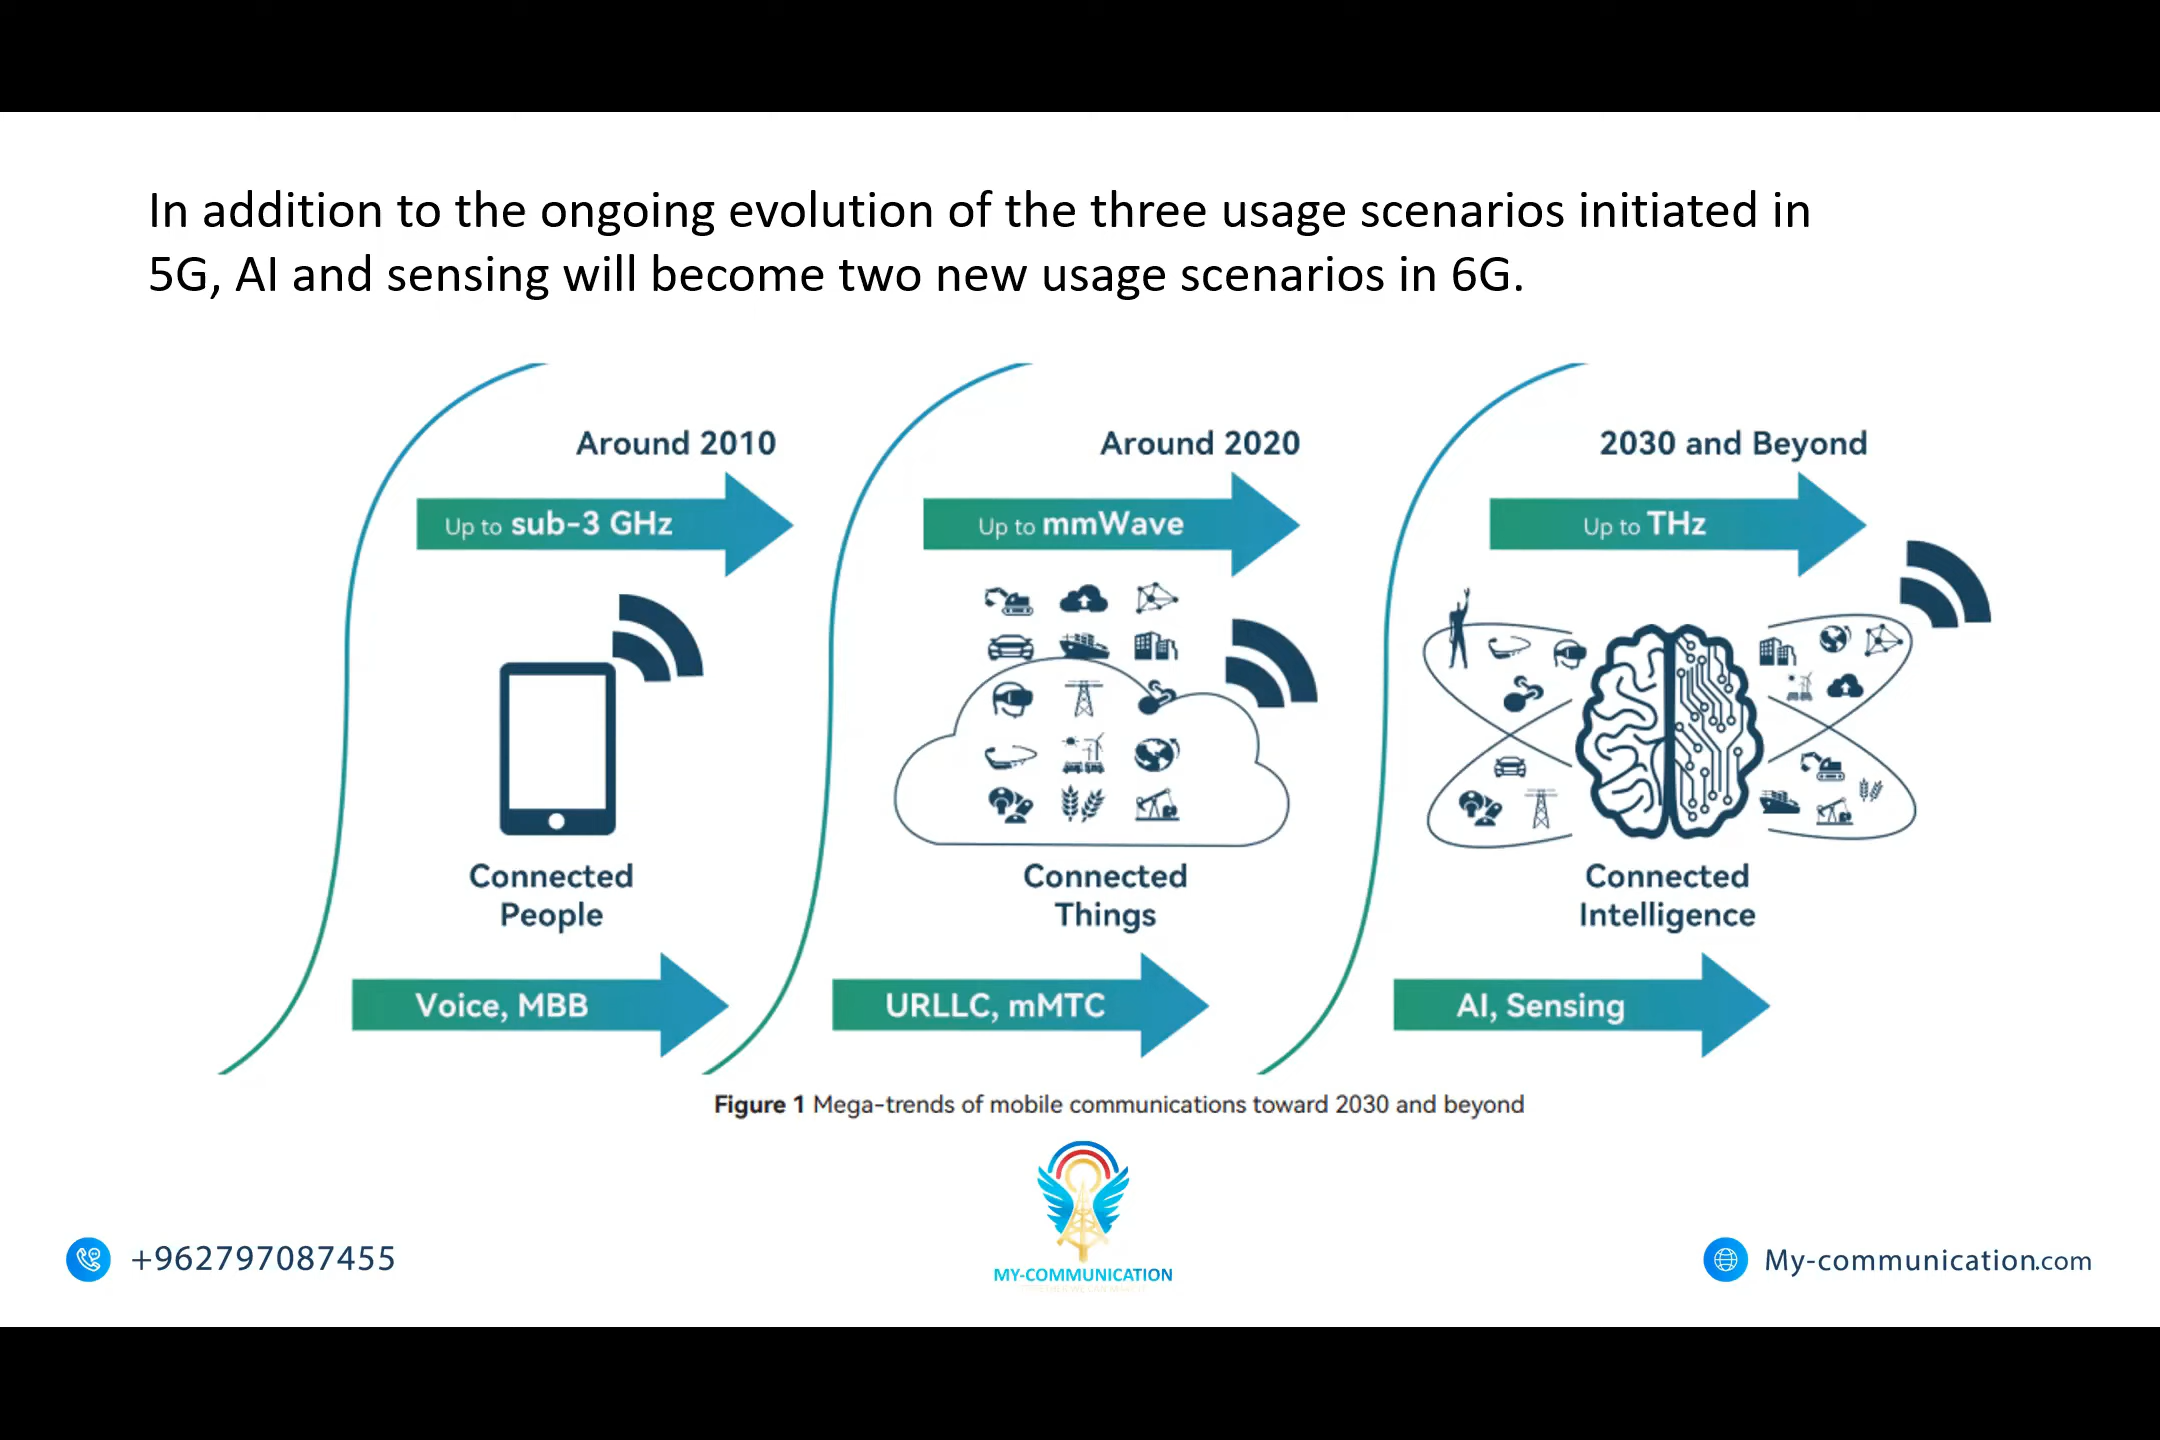 In addition to the ongoing evolution of the three usage scenarios initiated in
5G, AI and sensing will become two new usage scenarios in 6G.
Around 2010
Up to sub-3 GHz
Connected
People
Voice, MBB
Around 2020
Up to mmWave
Connected
Things
URLLC, mMTC
2030 and Beyond
Up to THz
Connected
Intelligence
AI, Sensing
Figure 1 Mega-trends of mobile communications toward 2030 and beyond
MY-COMMUNICATION
+962797087455
My-communication.com